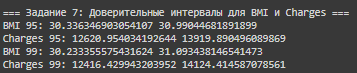 === Задание 7: Доверительные интервалы для BMI и Charges ===
BMI 95: 30.336346903054107 30.99044681891899
Charges 95: 12620.954034192644 13919.890496089869
BMI 99: 30.233355575431624 31.093438146541473
Charges 99: 12416.429943203952 14124.414587078561